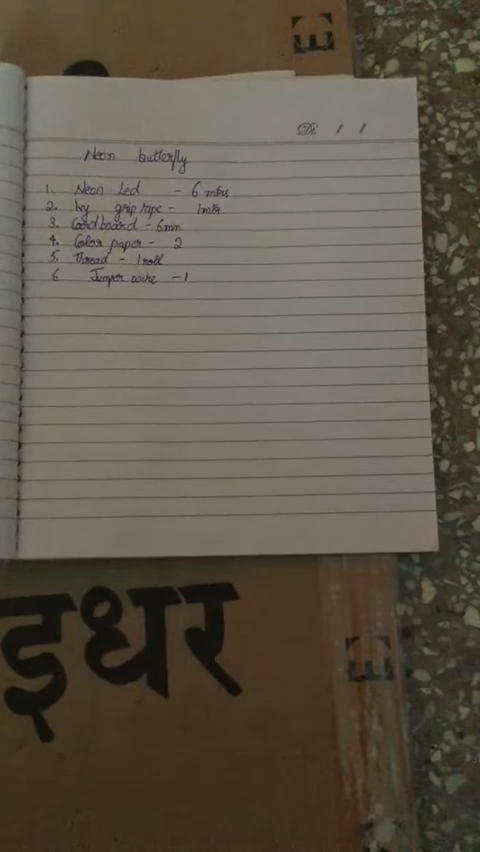 Dt. / /
Neon butterfly
1. Neon Led - 6 mtrs
2. Ivy grip tape - 1mtr
3. Cardboard - 6mm
4. Color paper - 2
5. Thread - 1 roll
6 Jumper wire - 1
इधर